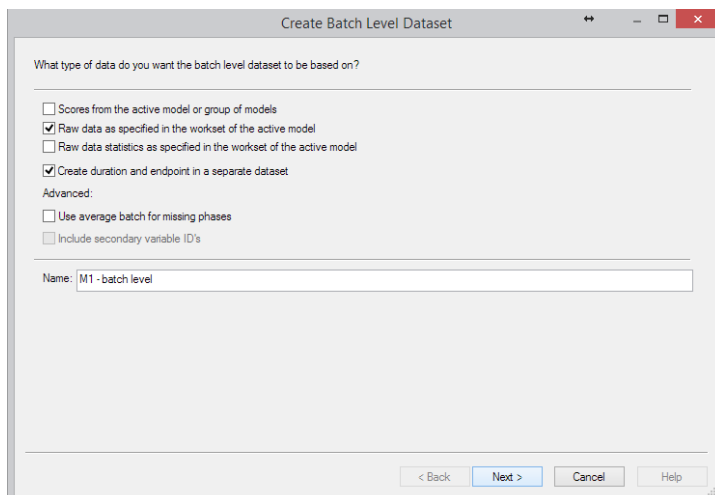 Create Batch Level Dataset
What type of data do you want the batch level dataset to be based on?
Scores from the active model or group of models
Raw data as specified in the workset of the active model
Raw data statistics as specified in the workset of the active model
Create duration and endpoint in a separate dataset
Advanced:
Use average batch for missing phases
Include secondary variable ID's
Name: M1 - batch level
< Back Next > Cancel Help